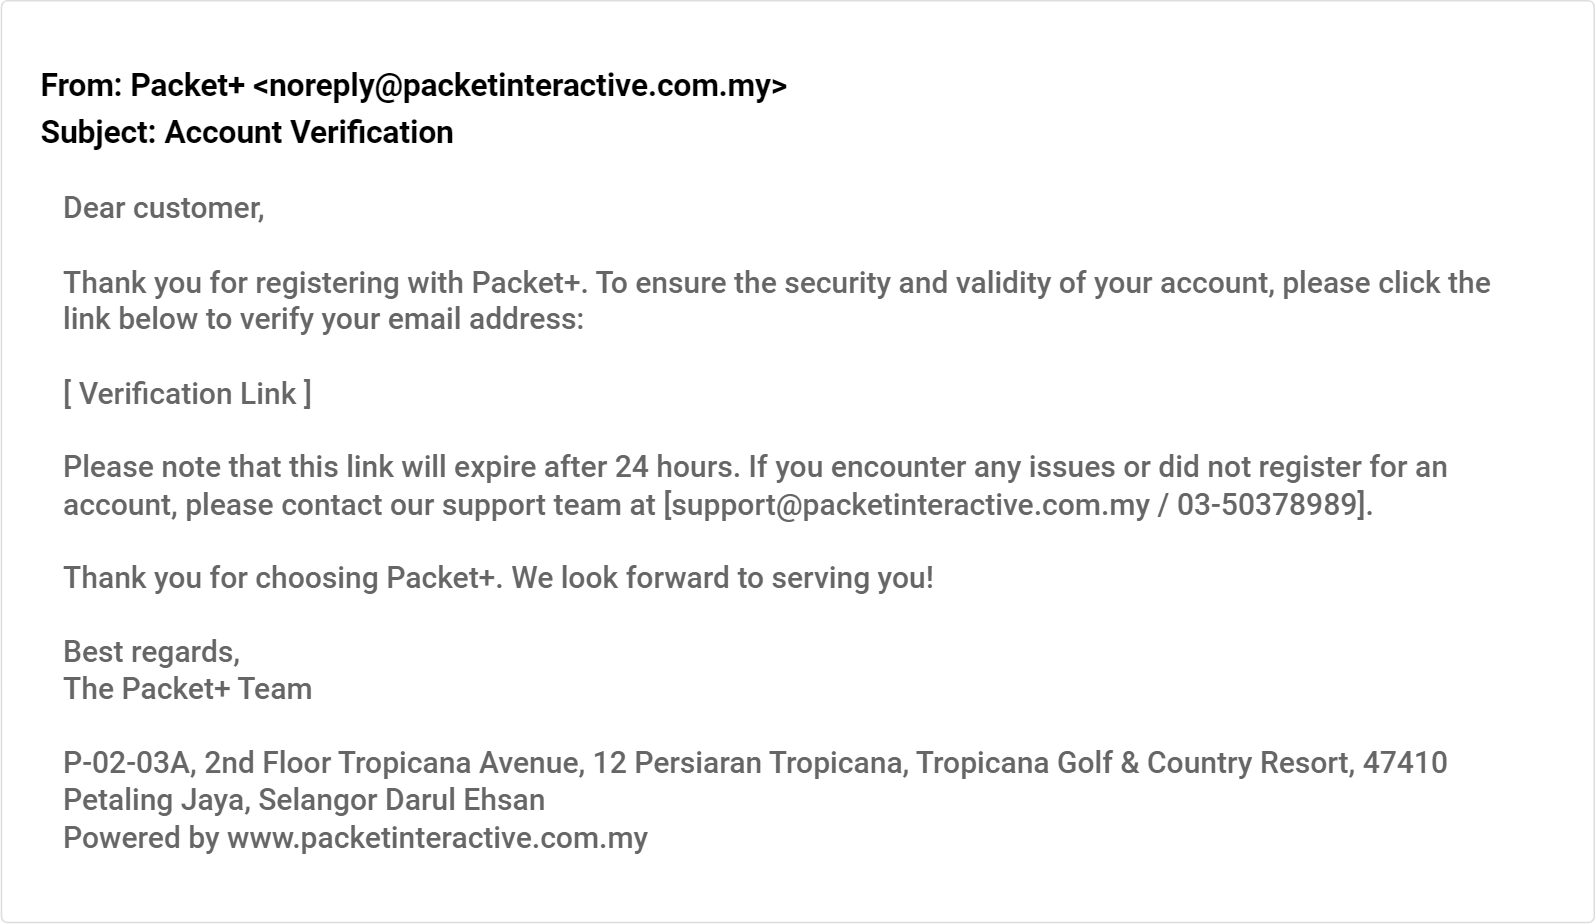 From: Packet+ <noreply@packetinteractive.com.my>
Subject: Account Verification
Dear customer,
Thank you for registering with Packet+. To ensure the security and validity of your account, please click the
link below to verify your email address:
[ Verification Link ]
Please note that this link will expire after 24 hours. If you encounter any issues or did not register for an
account, please contact our support team at [support@packetinteractive.com.my / 03-50378989].
Thank you for choosing Packet+. We look forward to serving you!
Best regards,
The Packet+ Team
P-02-03A, 2nd Floor Tropicana Avenue, 12 Persiaran Tropicana, Tropicana Golf & Country Resort, 47410
Petaling Jaya, Selangor Darul Ehsan
Powered by www.packetinteractive.com.my